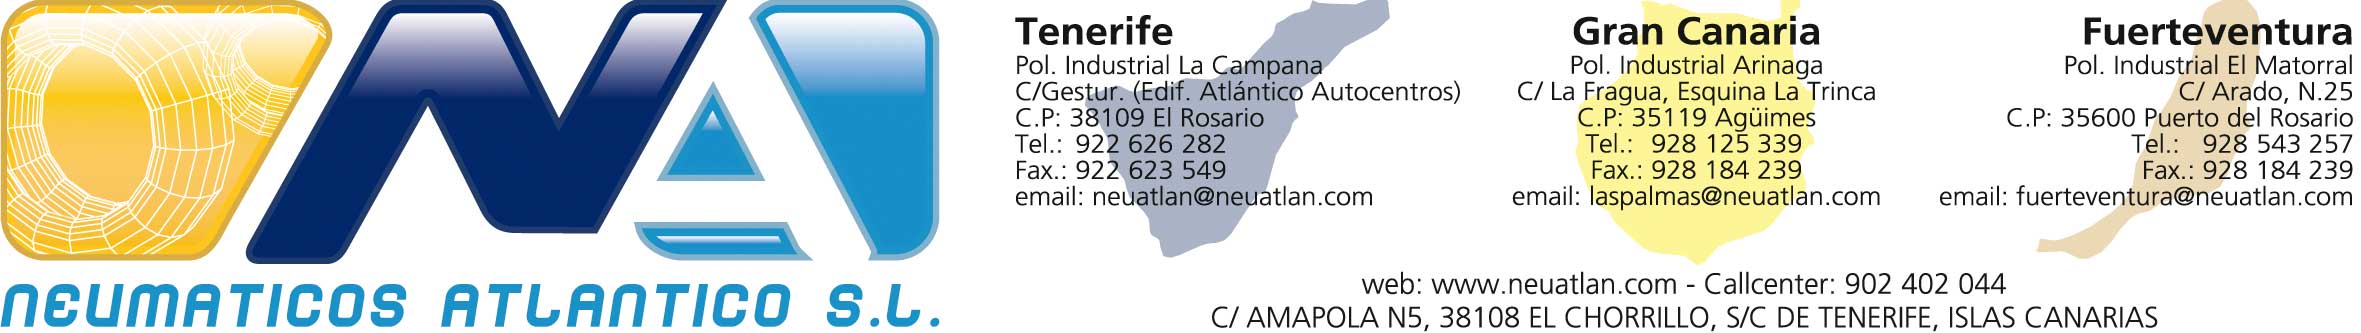 NA
NEUMATICOS ATLANTICO S.L.
Tenerife
Pol. Industrial La Campana
C/Gestur. (Edif. Atlántico Autocentros)
C.P: 38109 El Rosario
Tel.: 922 626 282
Fax.: 922 623 549
email: neuatlan@neuatlan.com
Gran Canaria
Pol. Industrial Arinaga
C/ La Fragua, Esquina La Trinca
C.P: 35119 Agüimes
Tel.: 928 125 339
Fax.: 928 184 239
email: laspalmas@neuatlan.com
Fuerteventura
Pol. Industrial El Matorral
C/ Arado, N.25
C.P: 35600 Puerto del Rosario
Tel.: 928 543 257
Fax.: 928 184 239
email: fuerteventura@neuatlan.com
web: www.neuatlan.com - Callcenter: 902 402 044
C/ AMAPOLA N5, 38108 EL CHORRILLO, S/C DE TENERIFE, ISLAS CANARIAS